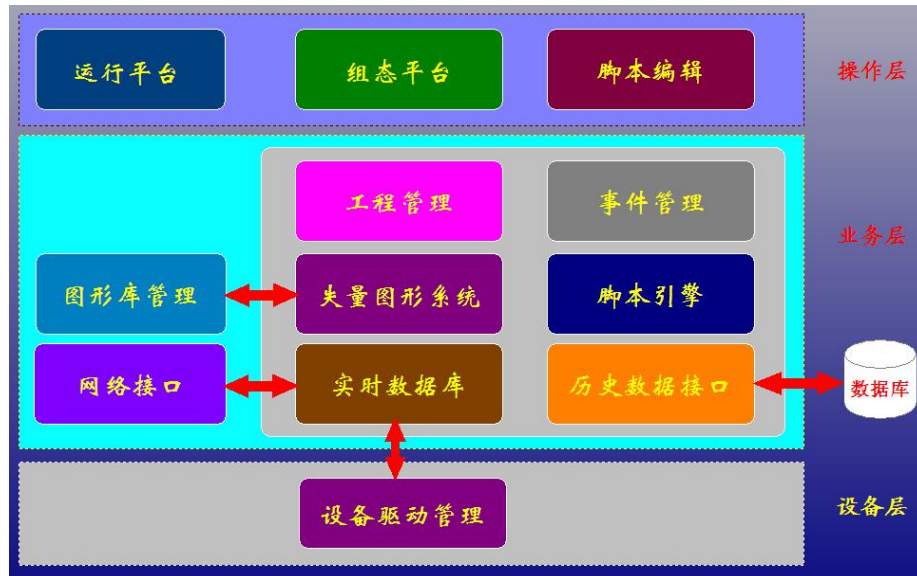 运行平台
组态平台
脚本编辑
操作层
工程管理
事件管理
业务层
图形库管理
失量图形系统
脚本引擎
网络接口
实时数据库
历史数据接口
数据库
设备驱动管理
设备层